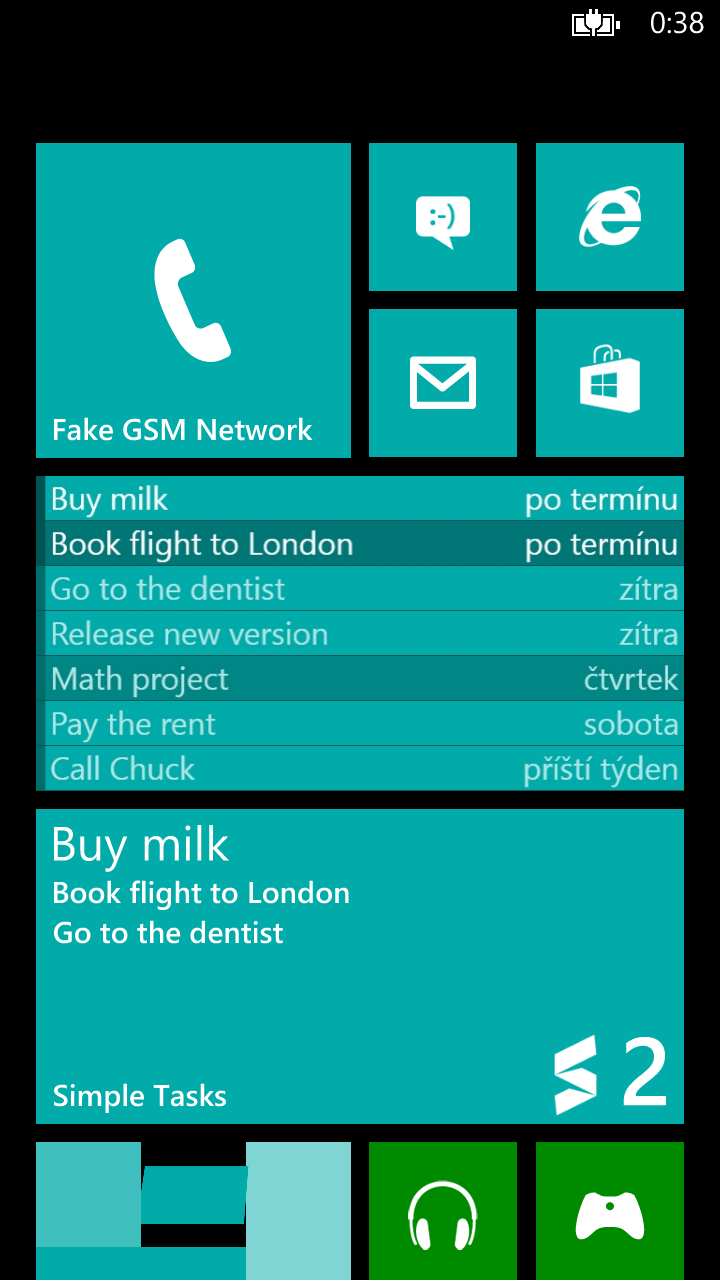 0:38
:-)
Fake GSM Network
Buy milk po termínu
Book flight to London po termínu
Go to the dentist zítra
Release new version zítra
Math project čtvrtek
Pay the rent sobota
Call Chuck příští týden
Buy milk
Book flight to London
Go to the dentist
Simple Tasks 2